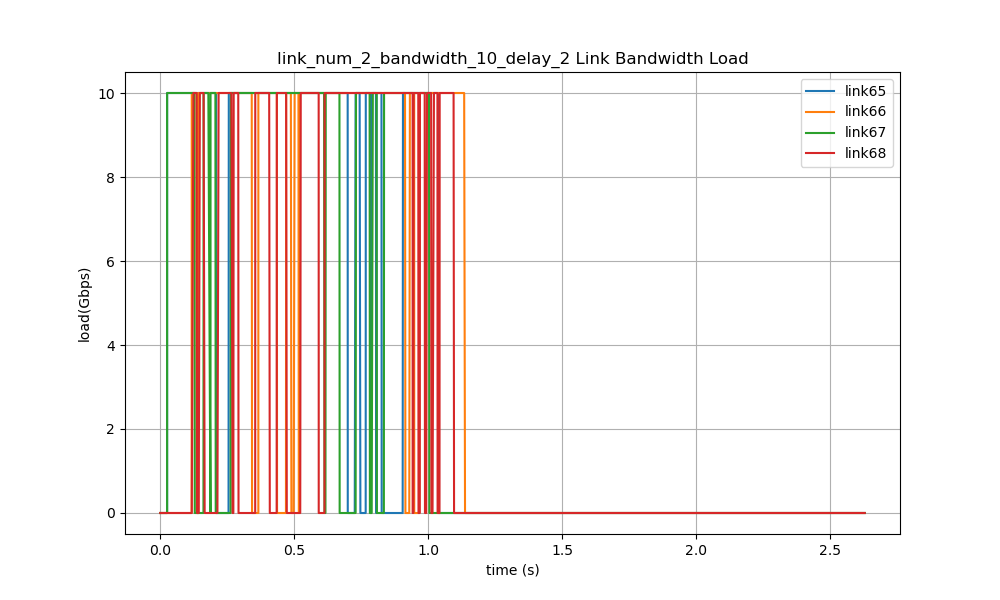 link_num_2_bandwidth_10_delay_2 Link Bandwidth Load
link65
link66
link67
link68
load(Gbps)
10
8
6
4
2
0
0.0 0.5 1.0 1.5 2.0 2.5
time (s)